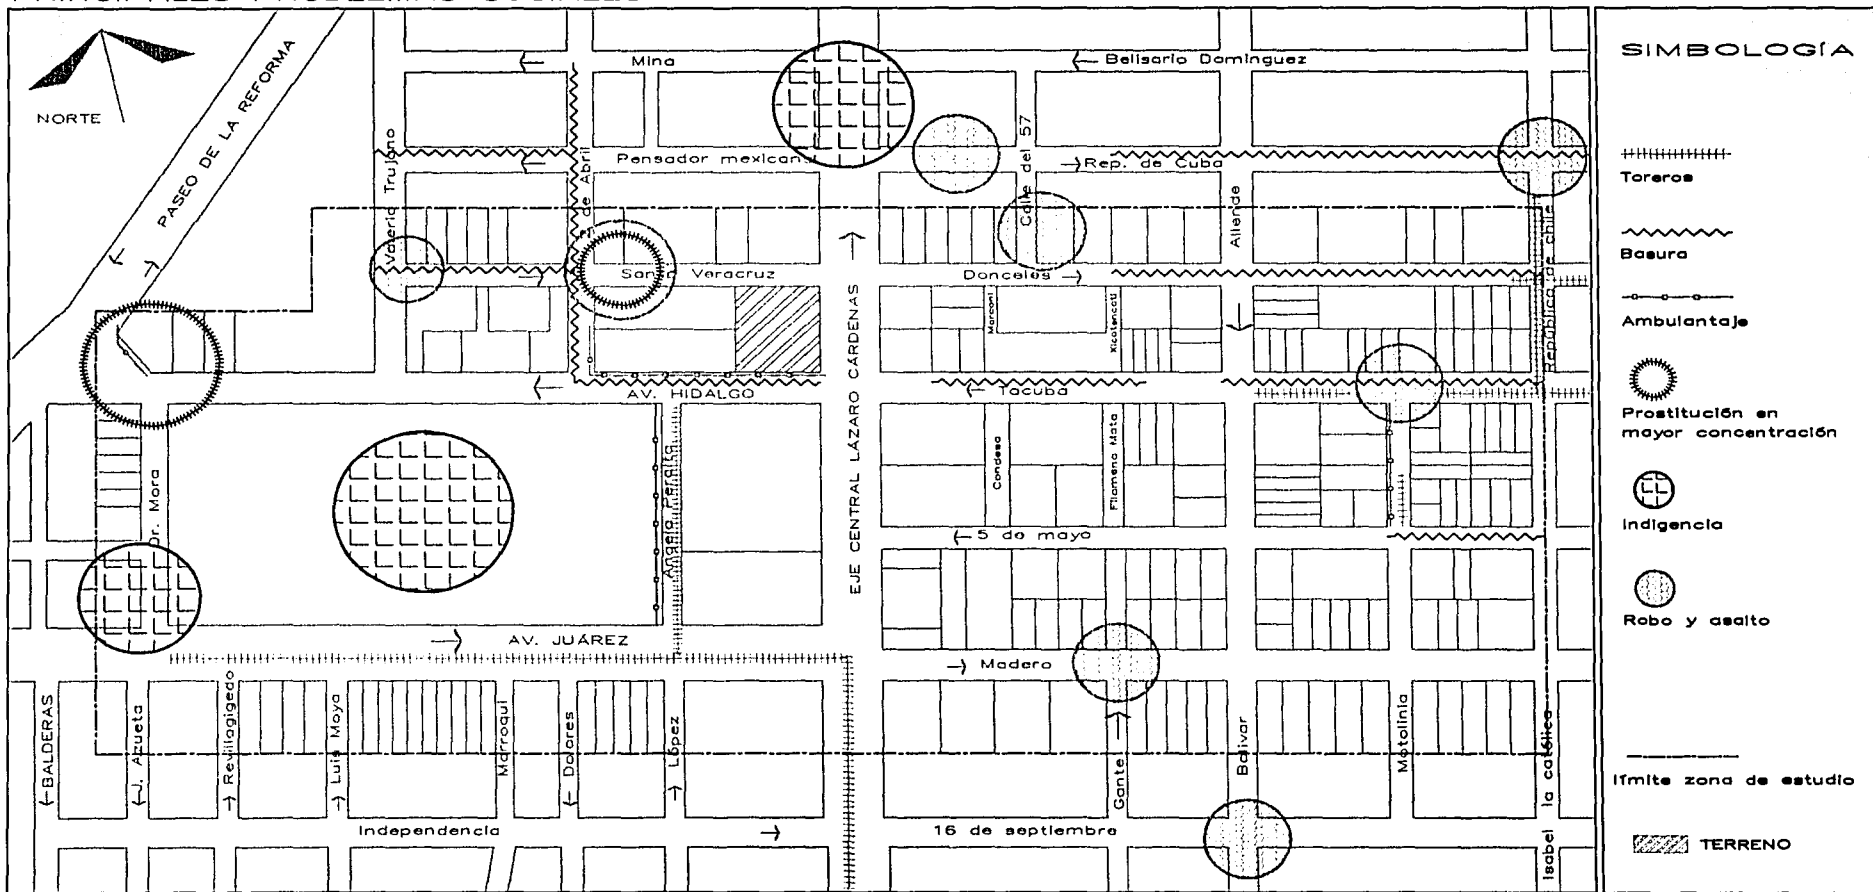 NORTE
PASEO DE LA REFORMA
Mina
Belisario Domínguez
Valerio Trujano
de Abril
Pensador mexicano
Calle del 57
Rep. de Cuba
Allende
República de chile
Santa Veracruz
Donceles
Marconi
Xicotencatl
EJE CENTRAL LÁZARO CÁRDENAS
AV. HIDALGO
Tacuba
Dr. Mora
Angela Peralta
Condesa
Filomeno Mata
5 de mayo
AV. JUÁREZ
Madero
BALDERAS
J. Azueta
Revillagigedo
Luis Moya
Marroqui
Dolores
López
Gante
Bolivar
Motolinía
Isabel la católica
Independencia
16 de septiembre
SIMBOLOGÍA
Toreros
Basura
Ambulantaje
Prostitución en
mayor concentración
Indigencia
Robo y asalto
límite zona de estudio
TERRENO